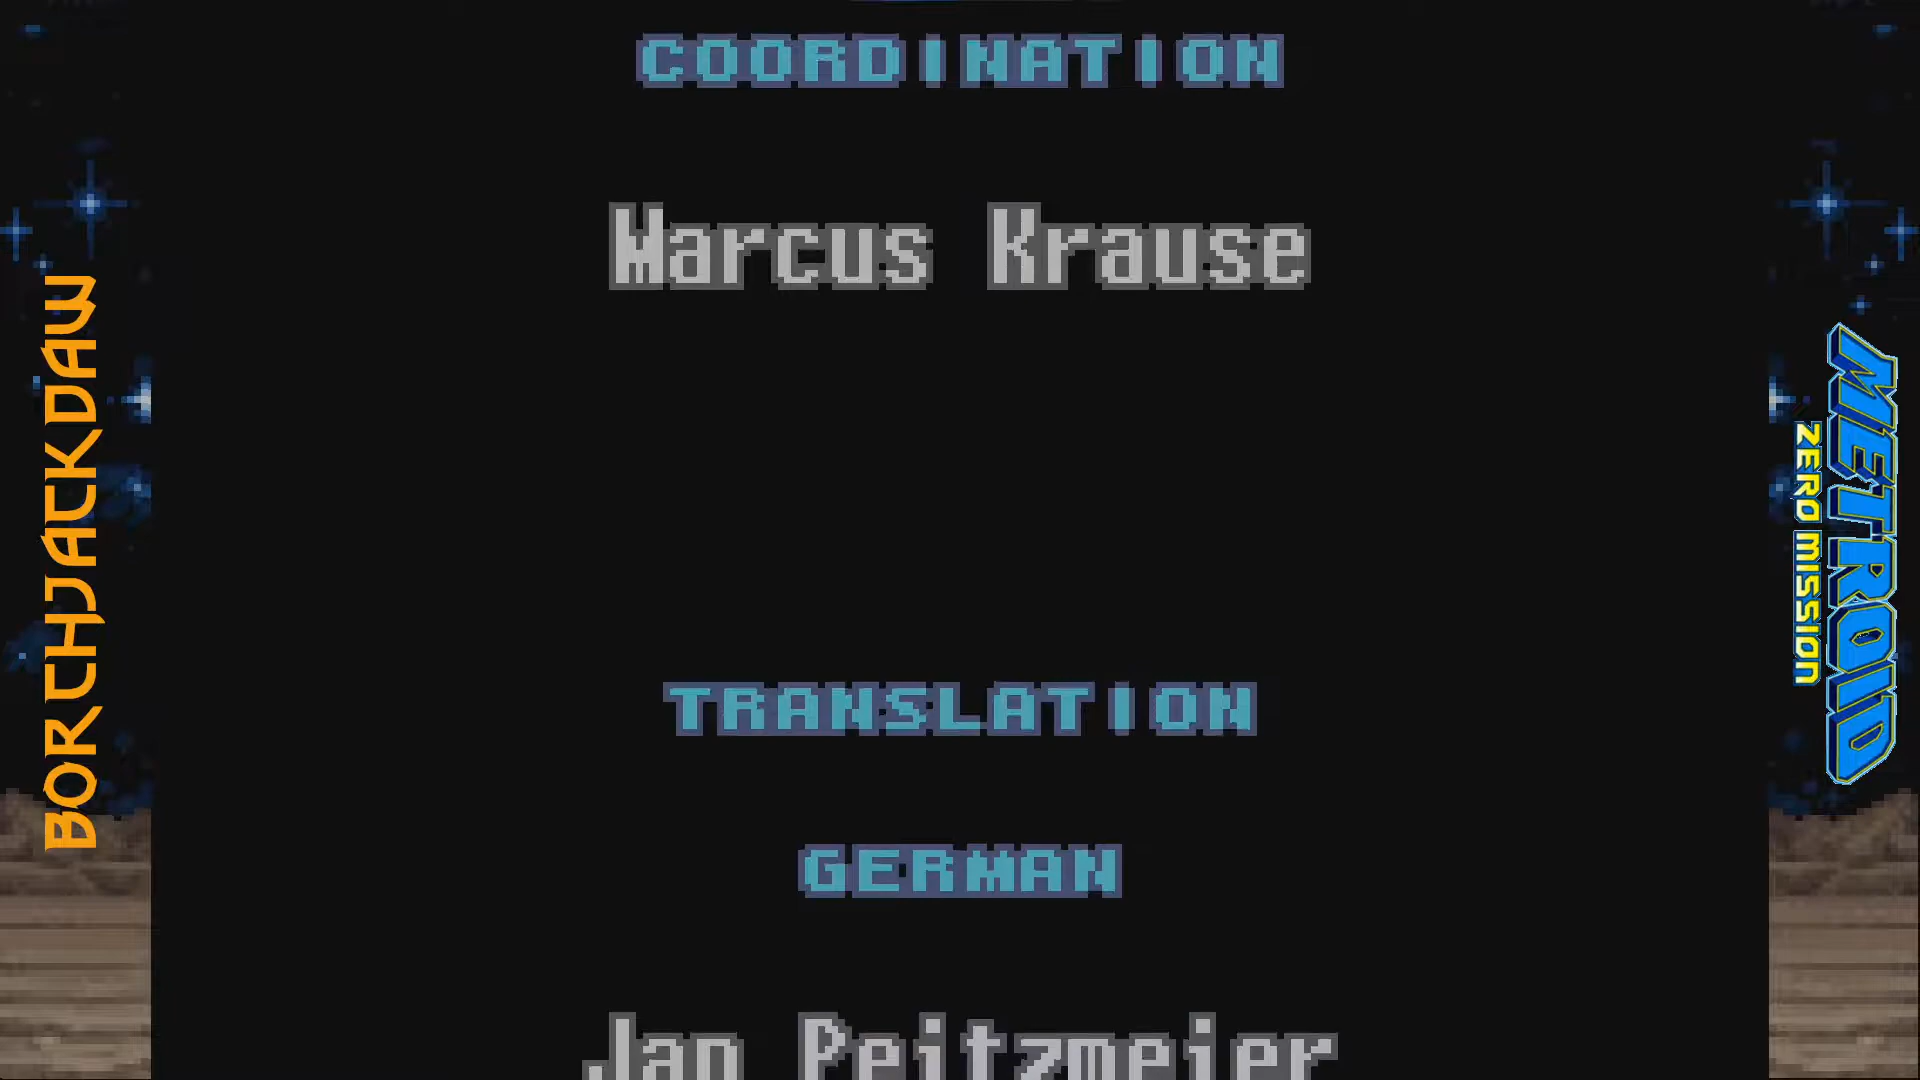 COORDINATION
Marcus Krause
TRANSLATION
GERMAN
Jan Peitzmeier
BORCHJACKDAW
METROID
ZERO MISSION